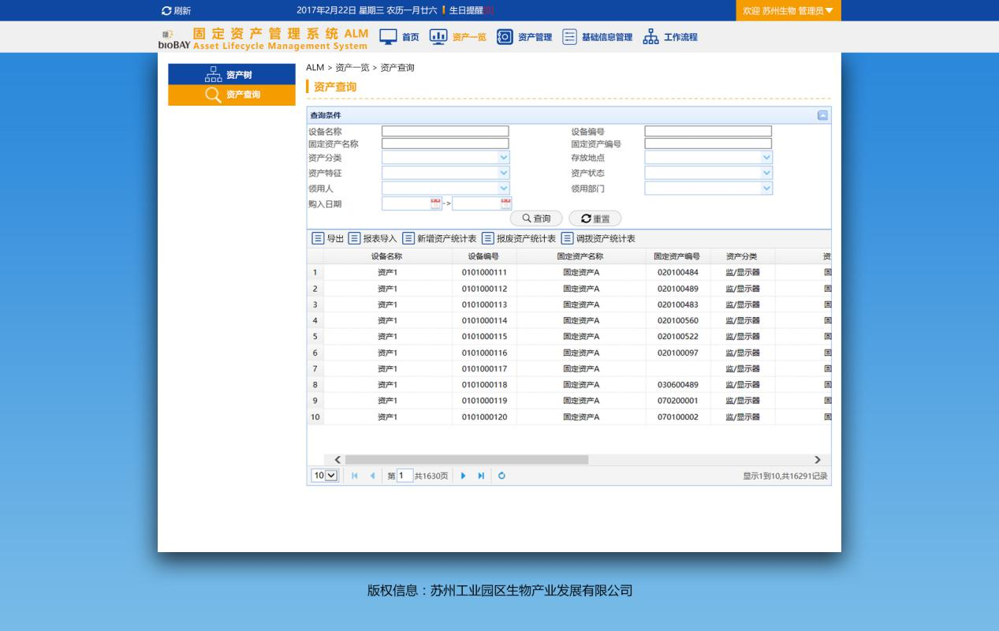 刷新 2017年2月22日 星期三 农历一月廿六 生日提醒[0] 欢迎 苏州生物 管理员
bioBAY 固定资产管理系统 ALM
Asset Lifecycle Management System
首页 资产一览 资产管理 基础信息管理 工作流程
资产树
资产查询
ALM > 资产一览 > 资产查询
资产查询
查询条件
设备名称 设备编号
固定资产名称 固定资产编号
资产分类 存放地点
资产特征 资产状态
领用人 领用部门
购入日期 ->
查询 重置
导出 报表导入 新增资产统计表 报废资产统计表 调拨资产统计表
设备名称 设备编号 固定资产名称 固定资产编号 资产分类 资
1 资产1 0101000111 固定资产A 020100484 监/显示器 固
2 资产1 0101000112 固定资产A 020100489 监/显示器 固
3 资产1 0101000113 固定资产A 020100483 监/显示器 固
4 资产1 0101000114 固定资产A 020100560 监/显示器 固
5 资产1 0101000115 固定资产A 020100522 监/显示器 固
6 资产1 0101000116 固定资产A 020100097 监/显示器 固
7 资产1 0101000117 固定资产A 监/显示器 固
8 资产1 0101000118 固定资产A 030600489 监/显示器 固
9 资产1 0101000119 固定资产A 070200001 监/显示器 固
10 资产1 0101000120 固定资产A 070100002 监/显示器 固
10 第 1 共1630页 显示1到10,共16291记录
版权信息：苏州工业园区生物产业发展有限公司